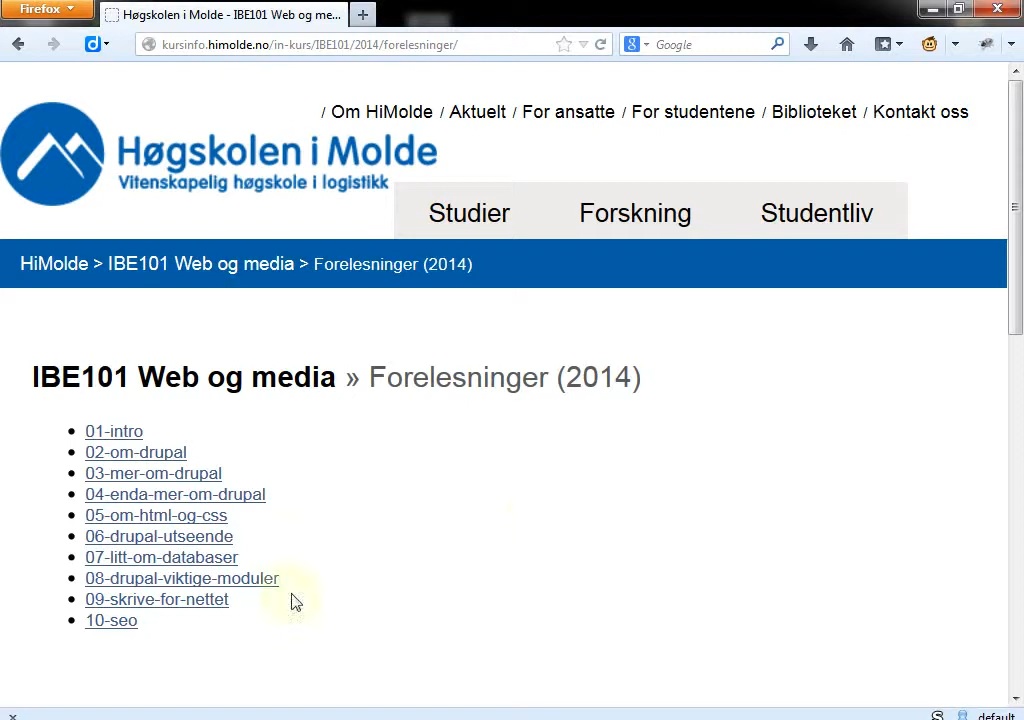 Firefox
Høgskolen i Molde - IBE101 Web og me...
kursinfo.himolde.no/in-kurs/IBE101/2014/forelesninger/
Google
/ Om HiMolde / Aktuelt / For ansatte / For studentene / Biblioteket / Kontakt oss
Høgskolen i Molde
Vitenskapelig høgskole i logistikk
Studier Forskning Studentliv
HiMolde > IBE101 Web og media > Forelesninger (2014)
IBE101 Web og media » Forelesninger (2014)
01-intro
02-om-drupal
03-mer-om-drupal
04-enda-mer-om-drupal
05-om-html-og-css
06-drupal-utseende
07-litt-om-databaser
08-drupal-viktige-moduler
09-skrive-for-nettet
10-seo
default